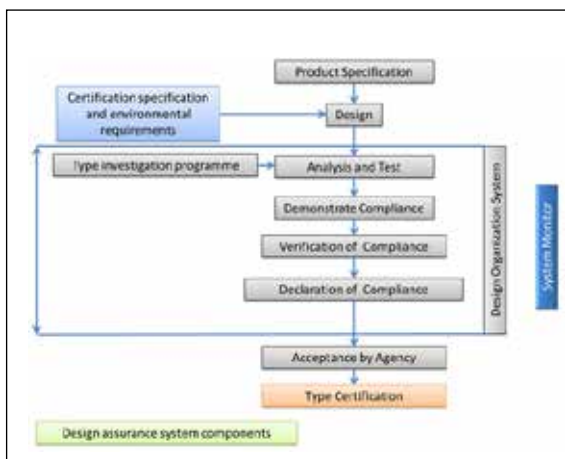 Product Specification
Certification specification
and environmental
requirements
Design
Type investigation programme
Analysis and Test
Demonstrate Compliance
Verification of Compliance
Declaration of Compliance
Design Organization System
System Monitor
Acceptance by Agency
Type Certification
Design assurance system components